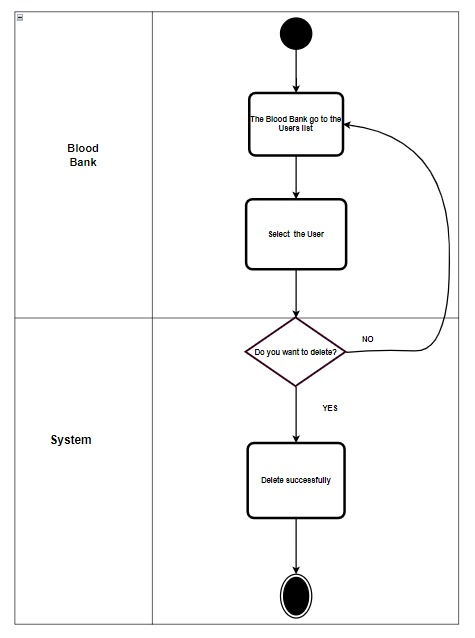 The Blood Bank go to the
Users list
Blood
Bank
Select the User
NO
Do you want to delete?
YES
System
Delete successfully